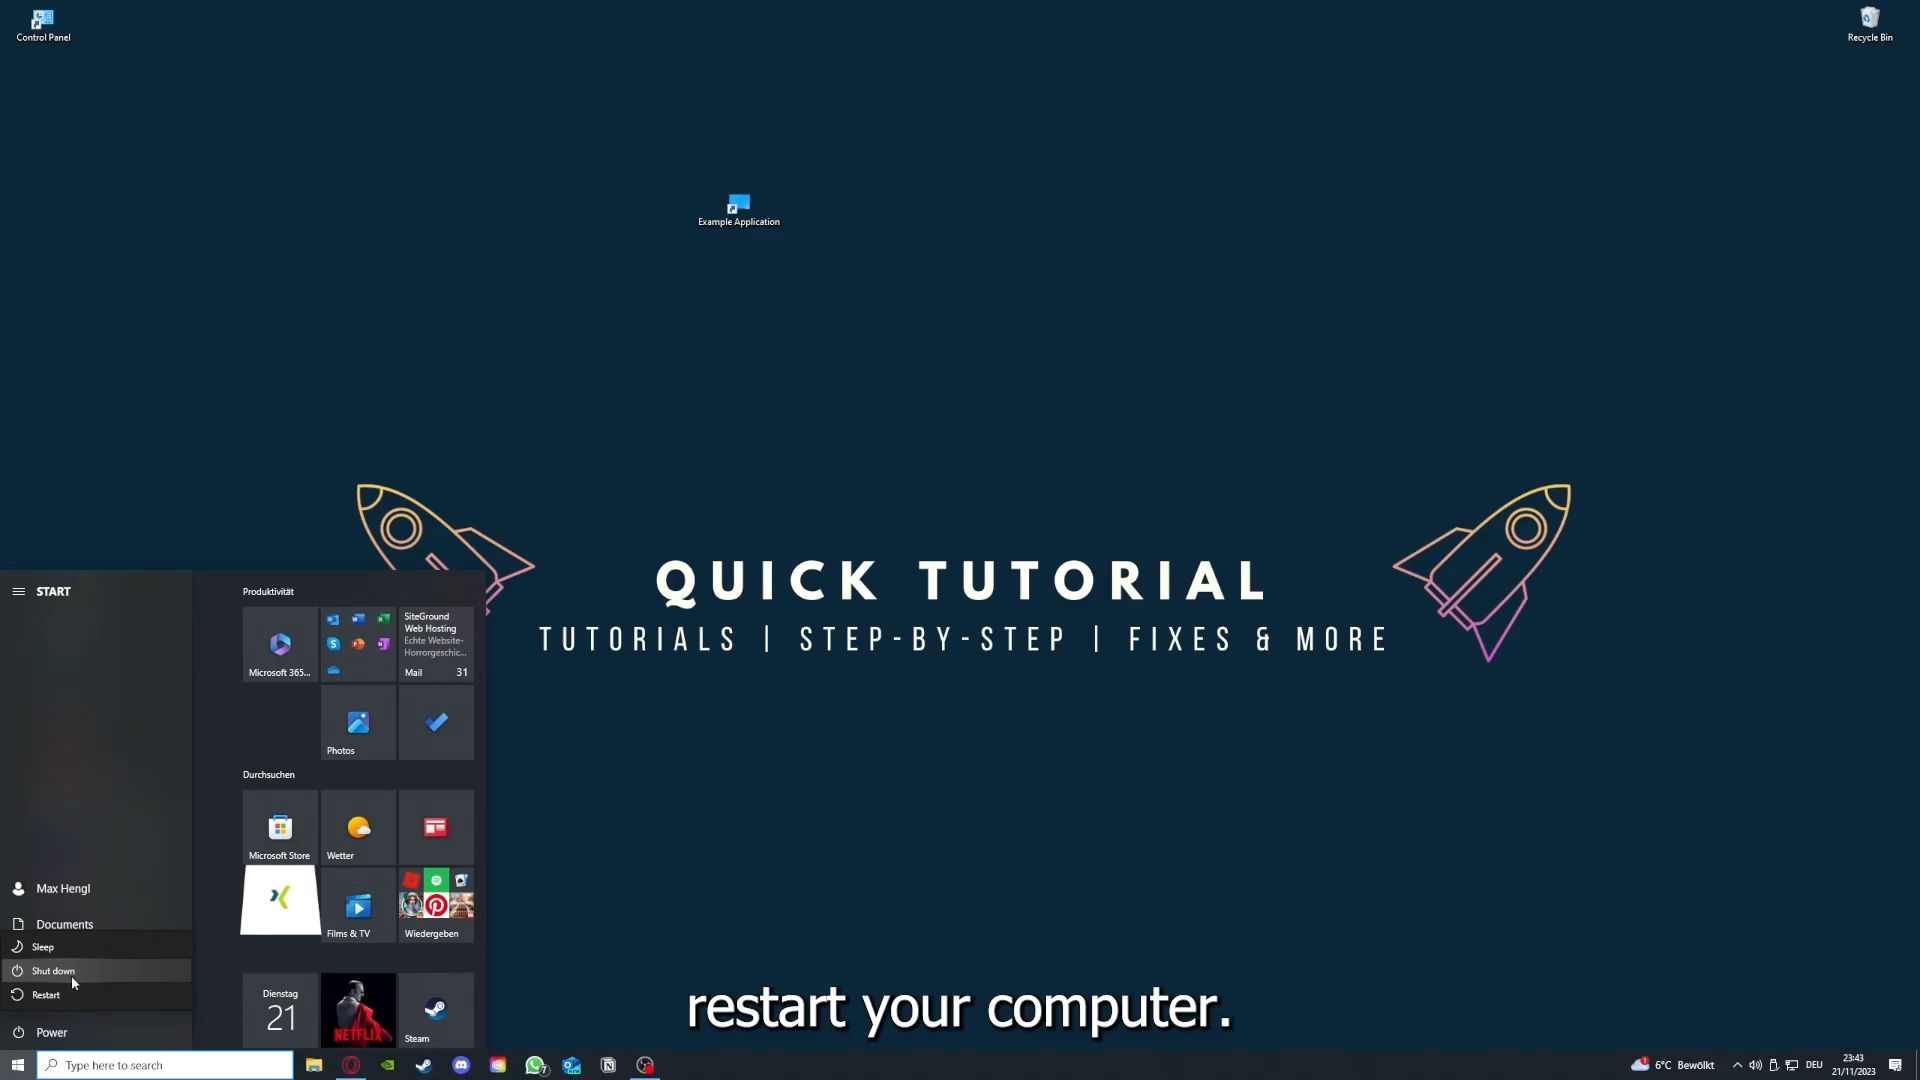 Control Panel
Recycle Bin
Example Application
QUICK TUTORIAL
TUTORIALS | STEP-BY-STEP | FIXES & MORE
START
Produktivität
SiteGround
Web Hosting
Echte Website-
Horrorgeschic...
Microsoft 365...
Mail 31
Photos
Durchsuchen
Microsoft Store
Wetter
Max Hengl
Documents
Films & TV
Wiedergeben
Sleep
Shut down
Restart
Dienstag
21
NETFLIX
Steam
Power
restart your computer.
Type here to search
7
1
6°C Bewölkt
DEU
23:43
21/11/2023